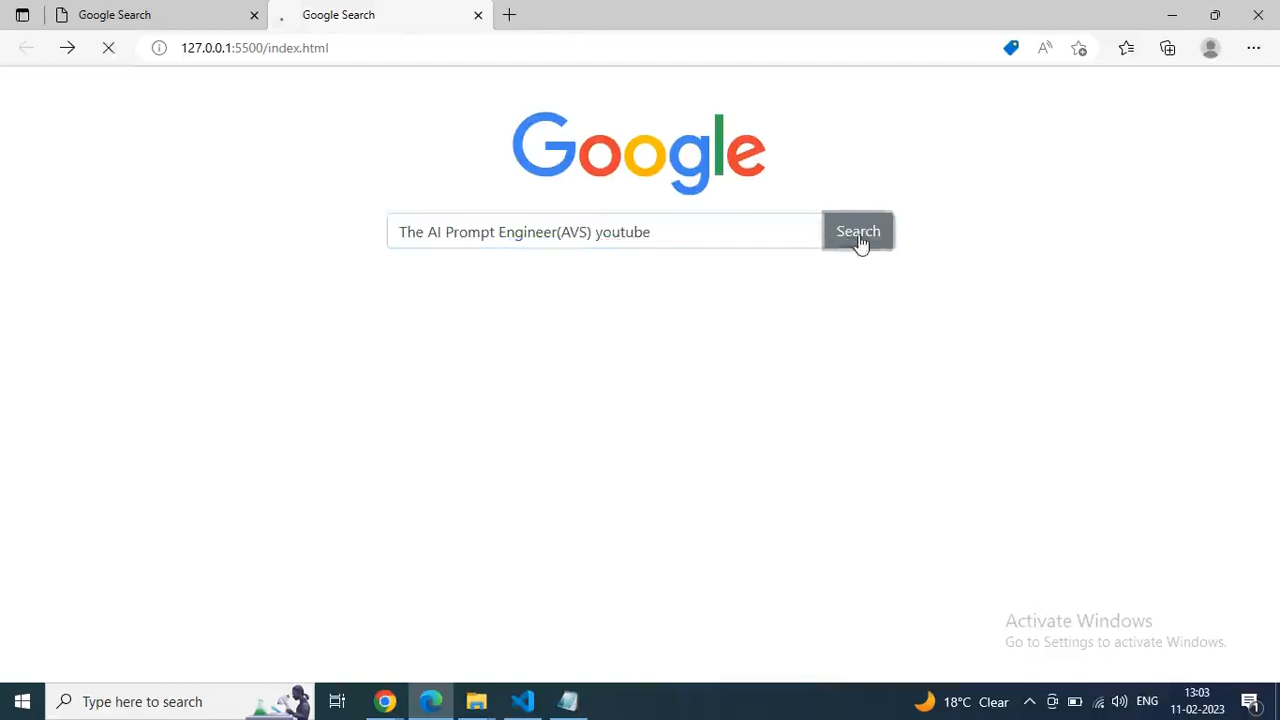 Google Search
Google Search
127.0.0.1:5500/index.html
Google
The AI Prompt Engineer(AVS) youtube
Search
Activate Windows
Go to Settings to activate Windows.
Type here to search
18°C Clear
ENG
13:03
11-02-2023
1